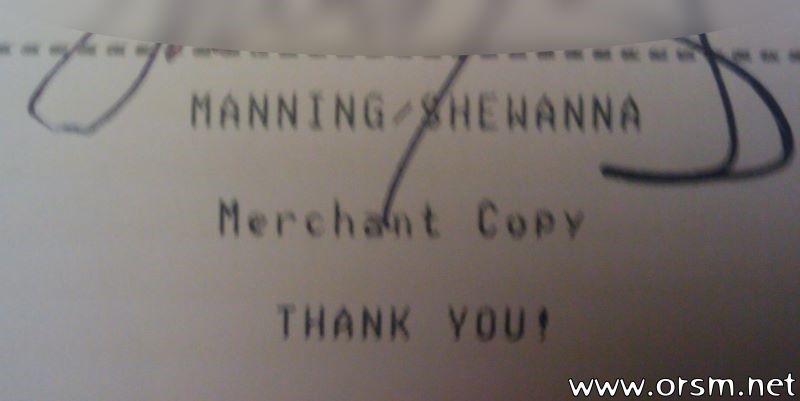 MANNING/SHEWANNA
Merchant Copy
THANK YOU!
www.orsm.net